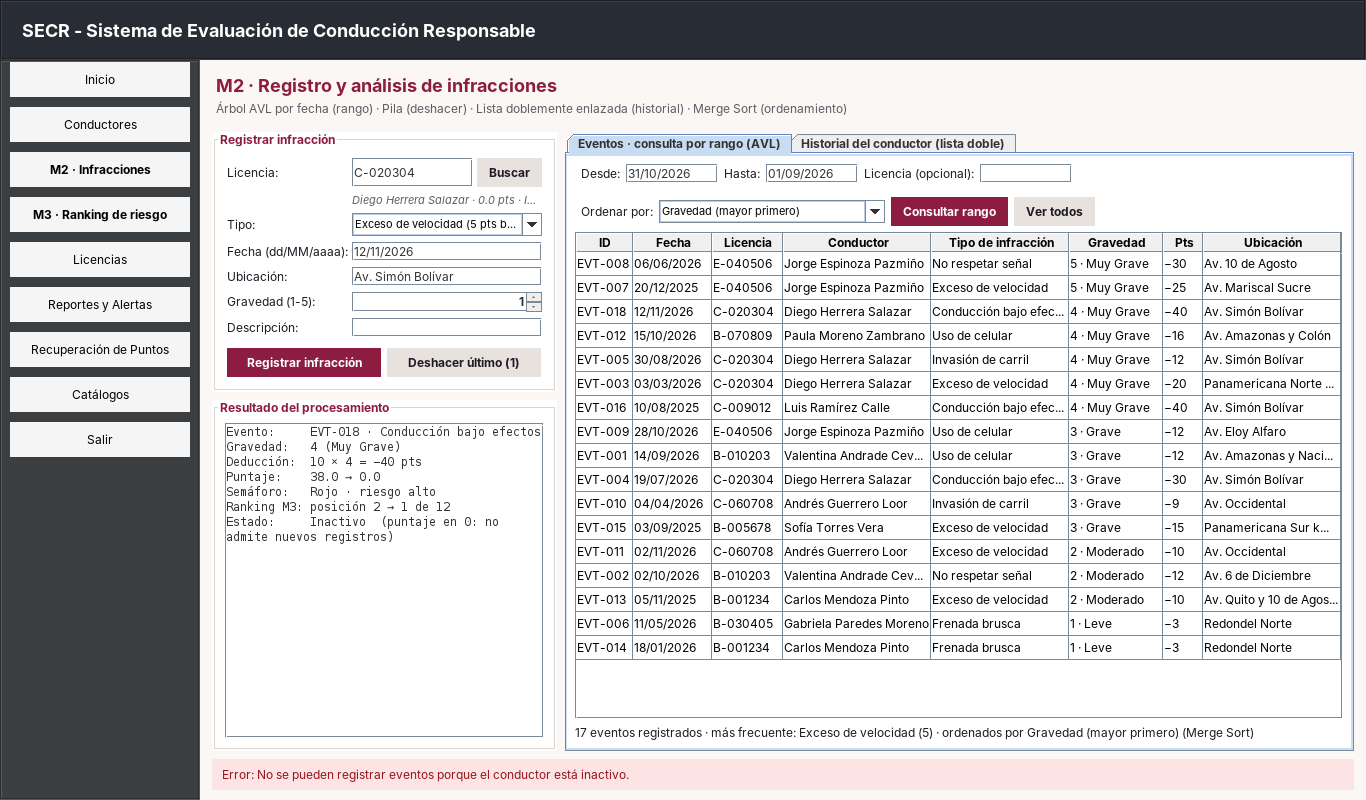 SECR - Sistema de Evaluación de Conducción Responsable
Inicio
Conductores
M2 · Infracciones
M3 · Ranking de riesgo
Licencias
Reportes y Alertas
Recuperación de Puntos
Catálogos
Salir
M2 · Registro y análisis de infracciones
Árbol AVL por fecha (rango) · Pila (deshacer) · Lista doblemente enlazada (historial) · Merge Sort (ordenamiento)
Registrar infracción
Licencia: C-020304 Buscar
Diego Herrera Salazar · 0.0 pts · I...
Tipo: Exceso de velocidad (5 pts b...
Fecha (dd/MM/aaaa): 12/11/2026
Ubicación: Av. Simón Bolívar
Gravedad (1-5): 1
Descripción:
Registrar infracción Deshacer último (1)
Resultado del procesamiento
Evento: EVT-018 · Conducción bajo efectos
Gravedad: 4 (Muy Grave)
Deducción: 10 × 4 = −40 pts
Puntaje: 38.0 → 0.0
Semáforo: Rojo · riesgo alto
Ranking M3: posición 2 → 1 de 12
Estado: Inactivo (puntaje en 0: no
admite nuevos registros)
Eventos · consulta por rango (AVL) Historial del conductor (lista doble)
Desde: 31/10/2026 Hasta: 01/09/2026 Licencia (opcional):
Ordenar por: Gravedad (mayor primero) Consultar rango Ver todos
ID Fecha Licencia Conductor Tipo de infracción Gravedad Pts Ubicación
EVT-008 06/06/2026 E-040506 Jorge Espinoza Pazmiño No respetar señal 5 · Muy Grave −30 Av. 10 de Agosto
EVT-007 20/12/2025 E-040506 Jorge Espinoza Pazmiño Exceso de velocidad 5 · Muy Grave −25 Av. Mariscal Sucre
EVT-018 12/11/2026 C-020304 Diego Herrera Salazar Conducción bajo efec... 4 · Muy Grave −40 Av. Simón Bolívar
EVT-012 15/10/2026 B-070809 Paula Moreno Zambrano Uso de celular 4 · Muy Grave −16 Av. Amazonas y Colón
EVT-005 30/08/2026 C-020304 Diego Herrera Salazar Invasión de carril 4 · Muy Grave −12 Av. Simón Bolívar
EVT-003 03/03/2026 C-020304 Diego Herrera Salazar Exceso de velocidad 4 · Muy Grave −20 Panamericana Norte ...
EVT-016 10/08/2025 C-009012 Luis Ramírez Calle Conducción bajo efec... 4 · Muy Grave −40 Av. Simón Bolívar
EVT-009 28/10/2026 E-040506 Jorge Espinoza Pazmiño Uso de celular 3 · Grave −12 Av. Eloy Alfaro
EVT-001 14/09/2026 B-010203 Valentina Andrade Cev... Uso de celular 3 · Grave −12 Av. Amazonas y Naci...
EVT-004 19/07/2026 C-020304 Diego Herrera Salazar Conducción bajo efec... 3 · Grave −30 Av. Simón Bolívar
EVT-010 04/04/2026 C-060708 Andrés Guerrero Loor Invasión de carril 3 · Grave −9 Av. Occidental
EVT-015 03/09/2025 B-005678 Sofía Torres Vera Exceso de velocidad 3 · Grave −15 Panamericana Sur k...
EVT-011 02/11/2026 C-060708 Andrés Guerrero Loor Exceso de velocidad 2 · Moderado −10 Av. Occidental
EVT-002 02/10/2026 B-010203 Valentina Andrade Cev... No respetar señal 2 · Moderado −12 Av. 6 de Diciembre
EVT-013 05/11/2025 B-001234 Carlos Mendoza Pinto Exceso de velocidad 2 · Moderado −10 Av. Quito y 10 de Agos...
EVT-006 11/05/2026 B-030405 Gabriela Paredes Moreno Frenada brusca 1 · Leve −3 Redondel Norte
EVT-014 18/01/2026 B-001234 Carlos Mendoza Pinto Frenada brusca 1 · Leve −3 Redondel Norte
17 eventos registrados · más frecuente: Exceso de velocidad (5) · ordenados por Gravedad (mayor primero) (Merge Sort)
Error: No se pueden registrar eventos porque el conductor está inactivo.